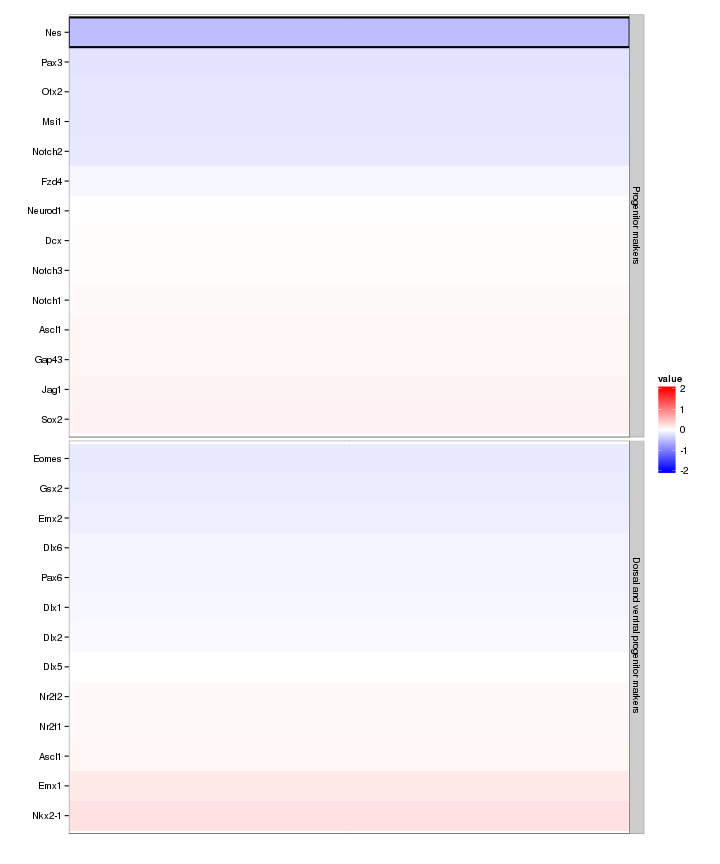 Nes
Pax3
Otx2
Msi1
Notch2
Fzd4
Neurod1
Dcx
Notch3
Notch1
Ascl1
Gap43
Jag1
Sox2
Progenitor markers
Eomes
Gsx2
Emx2
Dlx6
Pax6
Dlx1
Dlx2
Dlx5
Nr2f2
Nr2f1
Ascl1
Emx1
Nkx2-1
Dorsal and ventral progenitor markers
value
2
1
0
-1
-2